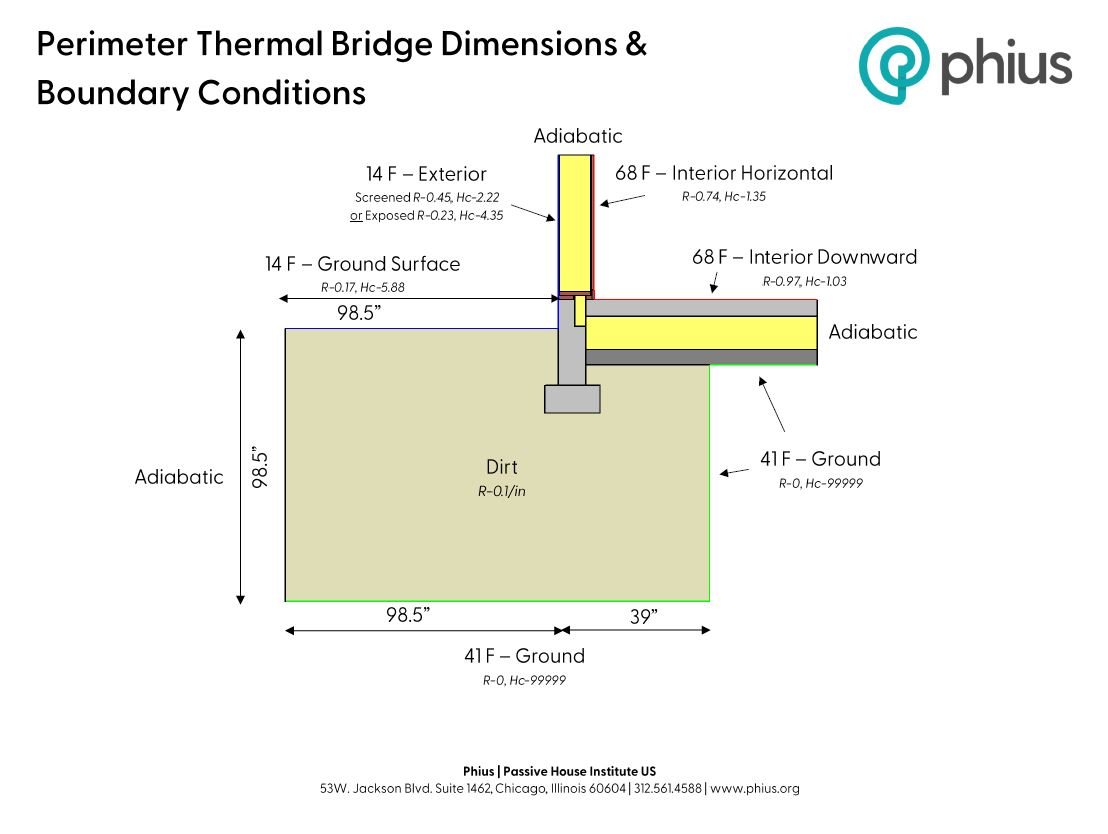 Perimeter Thermal Bridge Dimensions &
Boundary Conditions
phius
Adiabatic
14 F – Exterior
Screened R-0.45, Hc-2.22
or Exposed R-0.23, Hc-4.35
68 F – Interior Horizontal
R-0.74, Hc-1.35
14 F – Ground Surface
R-0.17, Hc-5.88
98.5”
68 F – Interior Downward
R-0.97, Hc-1.03
Adiabatic
Adiabatic
98.5”
Dirt
R-0.1/in
41 F – Ground
R-0, Hc-99999
98.5”
39”
41 F – Ground
R-0, Hc-99999
Phius | Passive House Institute US
53W. Jackson Blvd. Suite 1462, Chicago, Illinois 60604 | 312.561.4588 | www.phius.org